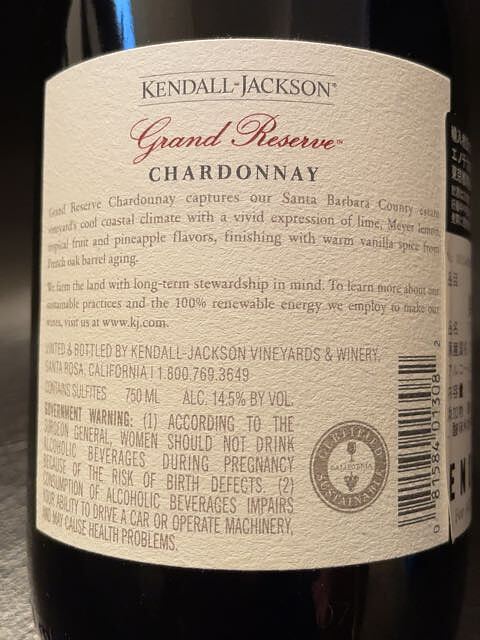 KENDALL-JACKSON®
Grand Reserve™
CHARDONNAY
Grand Reserve Chardonnay captures our Santa Barbara County estate
vineyard's cool coastal climate with a vivid expression of lime, Meyer lemon,
tropical fruit and pineapple flavors, finishing with warm vanilla spice from
French oak barrel aging.
We farm the land with long-term stewardship in mind. To learn more about our
sustainable practices and the 100% renewable energy we employ to make our
wines, visit us at www.kj.com.
VINTED & BOTTLED BY KENDALL-JACKSON VINEYARDS & WINERY,
SANTA ROSA, CALIFORNIA | 1.800.769.3649
CONTAINS SULFITES 750 ML ALC. 14.5% BY VOL.
GOVERNMENT WARNING: (1) ACCORDING TO THE
SURGEON GENERAL, WOMEN SHOULD NOT DRINK
ALCOHOLIC BEVERAGES DURING PREGNANCY
BECAUSE OF THE RISK OF BIRTH DEFECTS. (2)
CONSUMPTION OF ALCOHOLIC BEVERAGES IMPAIRS
YOUR ABILITY TO DRIVE A CAR OR OPERATE MACHINERY,
AND MAY CAUSE HEALTH PROBLEMS.
CERTIFIED
CALIFORNIA
SUSTAINABLE
0 81584 01308 2
品目
品名
EN